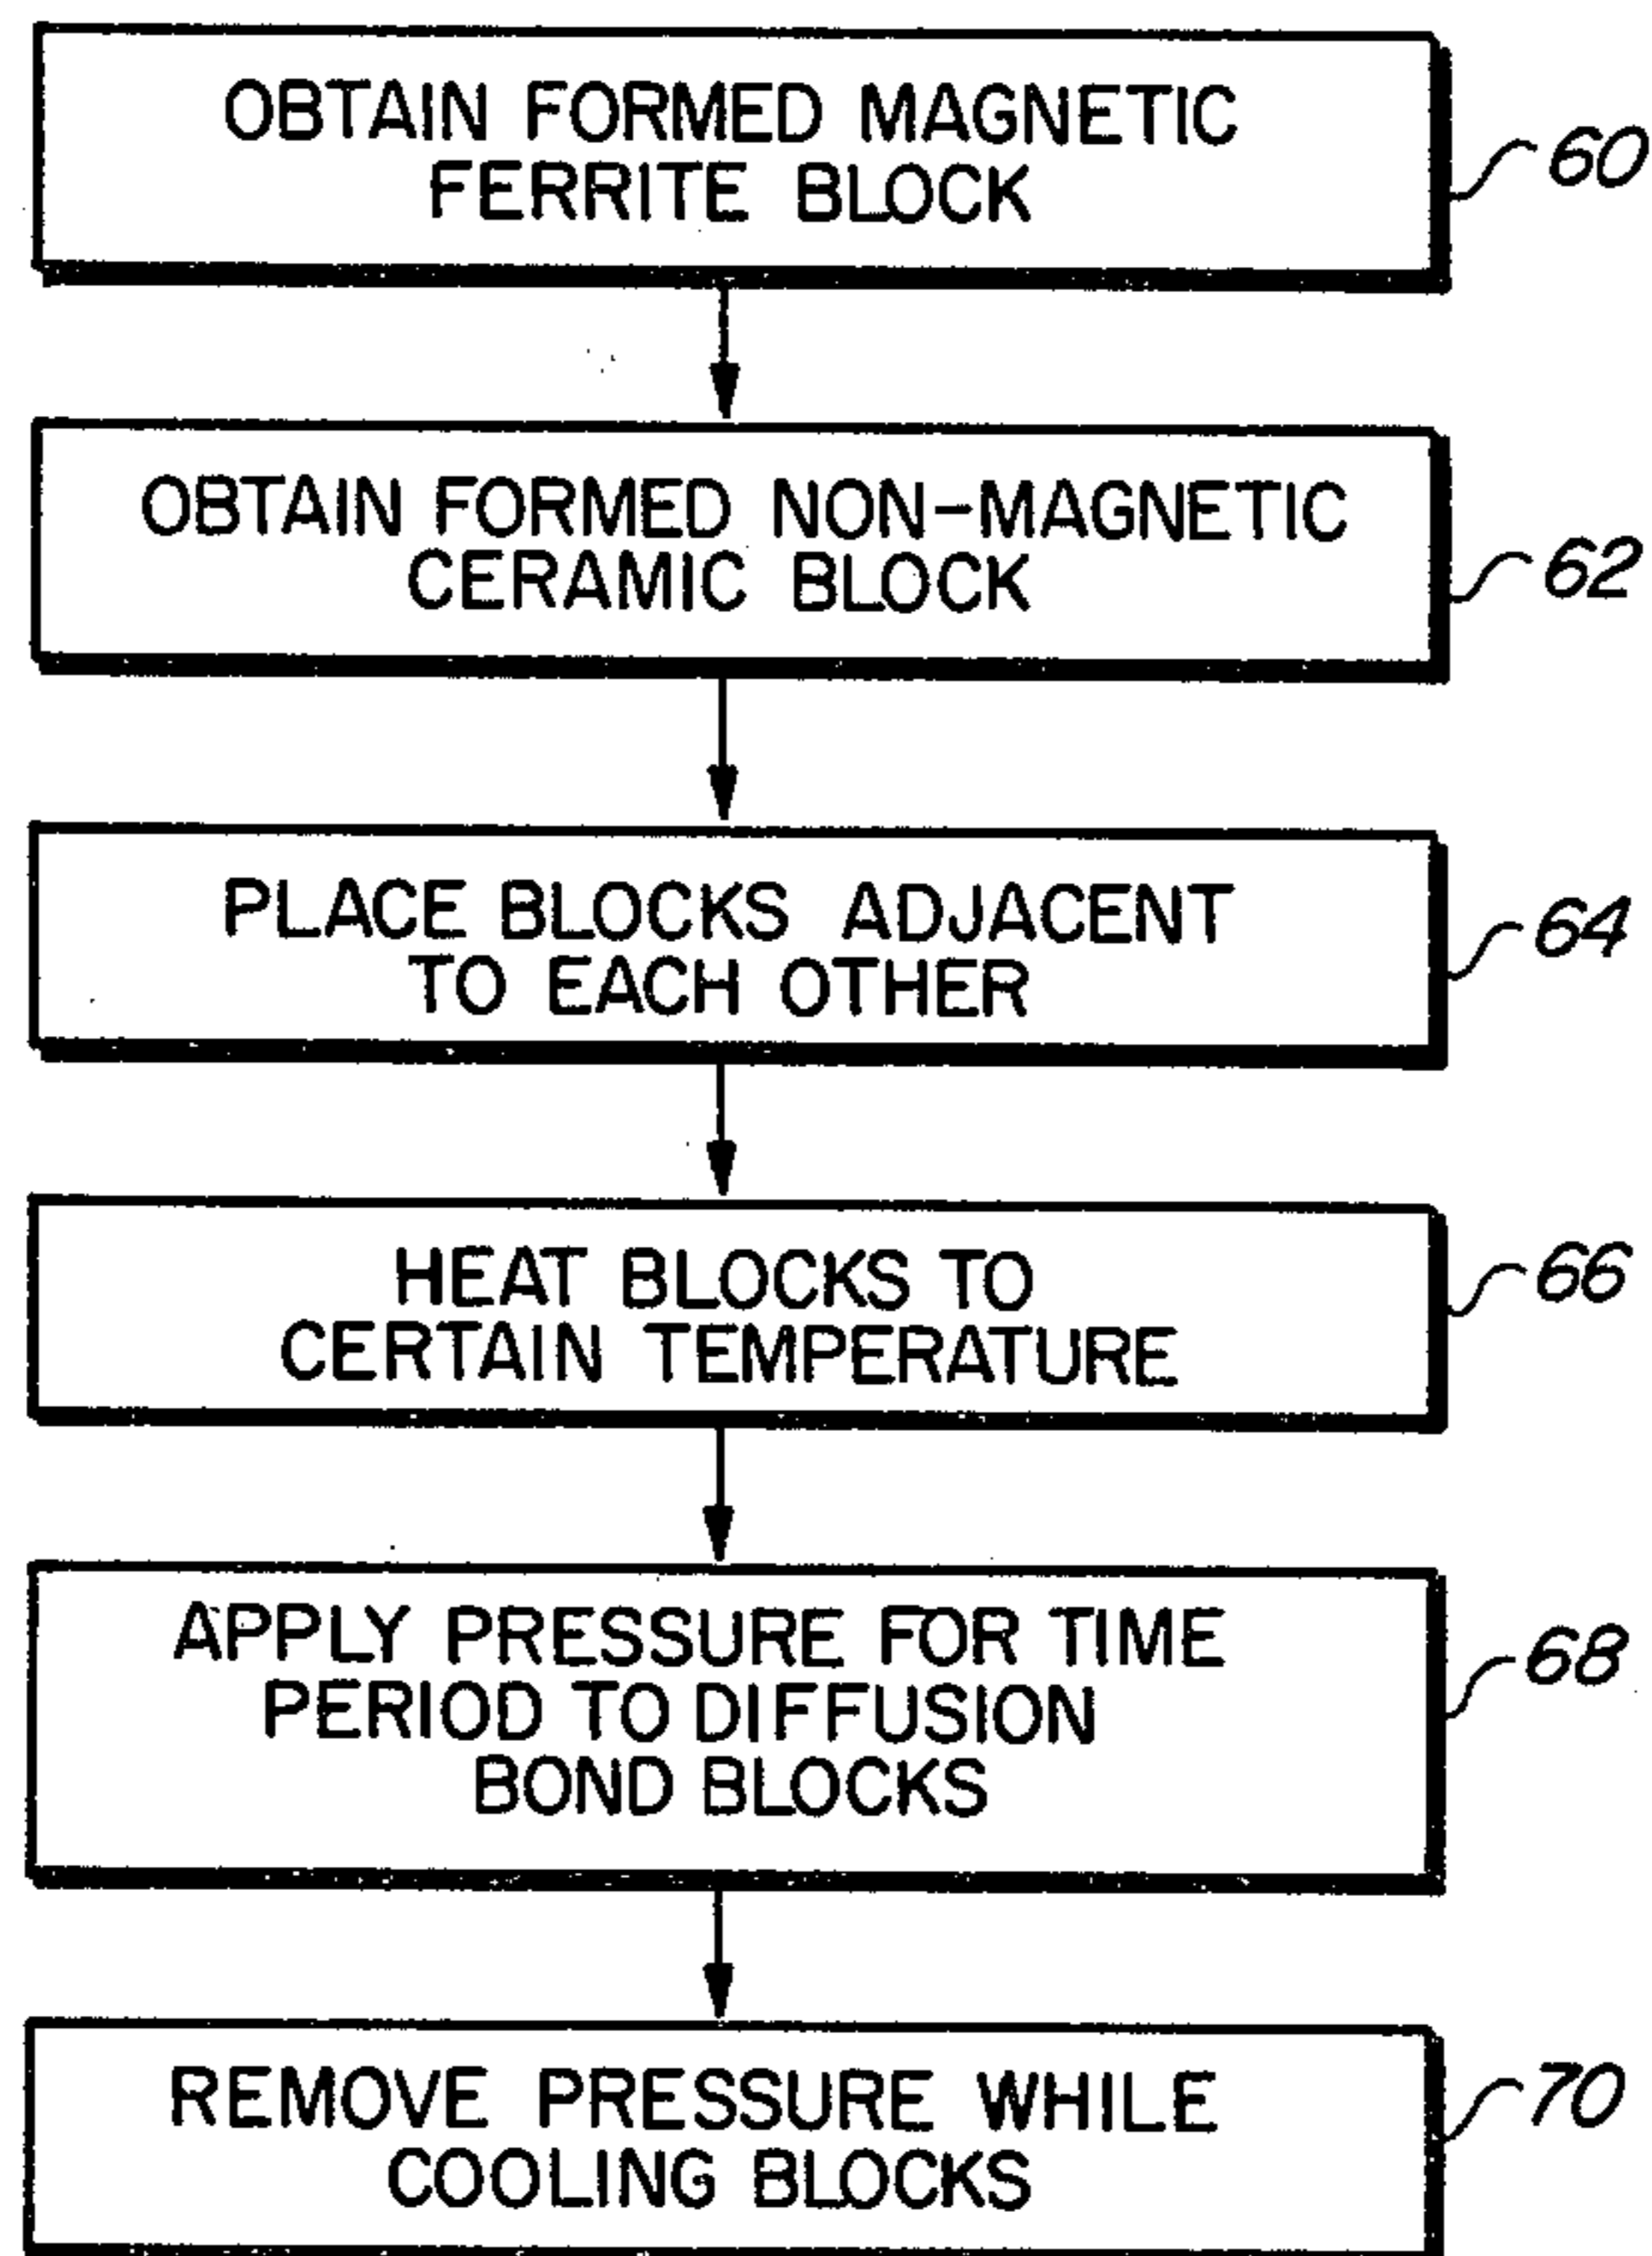 OBTAIN FORMED MAGNETIC
FERRITE BLOCK
60
OBTAIN FORMED NON-MAGNETIC
CERAMIC BLOCK
62
PLACE BLOCKS ADJACENT
TO EACH OTHER
64
HEAT BLOCKS TO
CERTAIN TEMPERATURE
66
APPLY PRESSURE FOR TIME
PERIOD TO DIFFUSION
BOND BLOCKS
68
REMOVE PRESSURE WHILE
COOLING BLOCKS
70